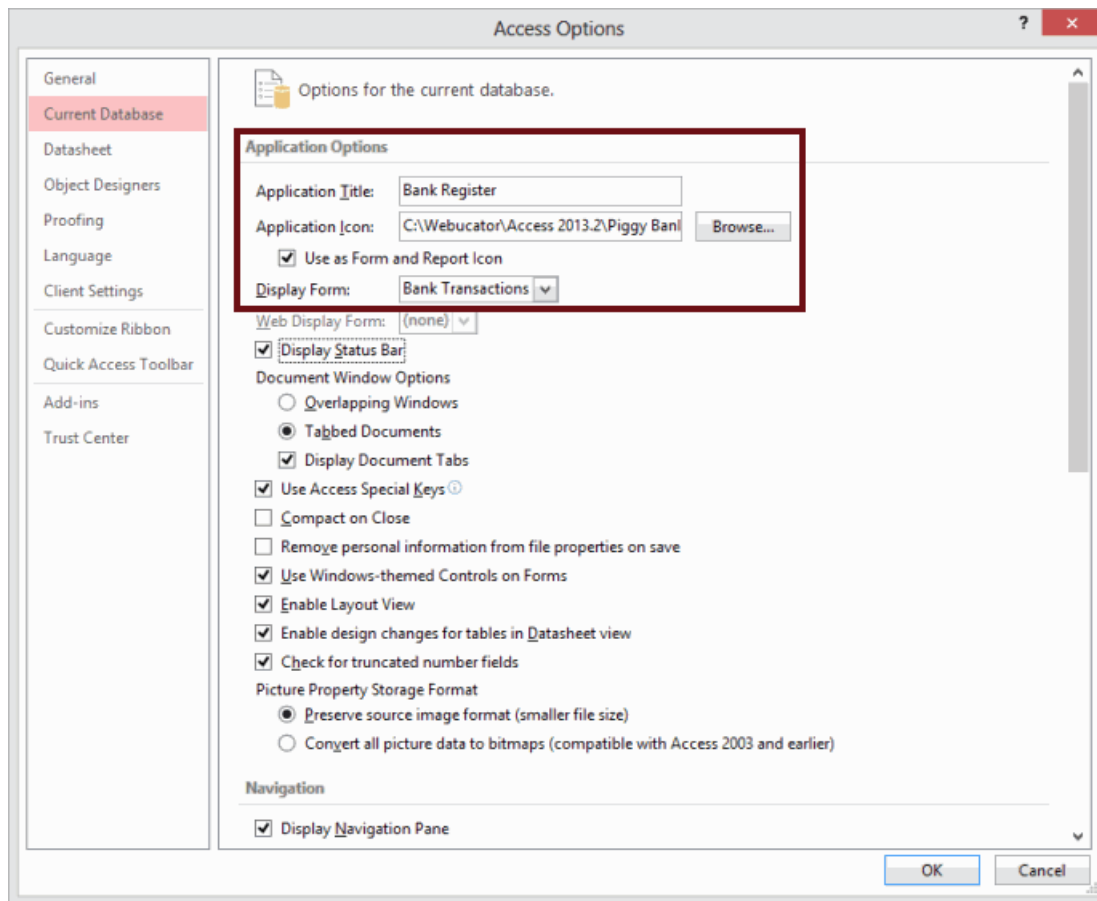 Access Options
?
General
Current Database
Datasheet
Object Designers
Proofing
Language
Client Settings
Customize Ribbon
Quick Access Toolbar
Add-ins
Trust Center
Options for the current database.
Application Options
Application Title: Bank Register
Application Icon: C:\Webucator\Access 2013.2\Piggy Banl Browse...
Use as Form and Report Icon
Display Form: Bank Transactions
Web Display Form: (none)
Display Status Bar
Document Window Options
Overlapping Windows
Tabbed Documents
Display Document Tabs
Use Access Special Keys
Compact on Close
Remove personal information from file properties on save
Use Windows-themed Controls on Forms
Enable Layout View
Enable design changes for tables in Datasheet view
Check for truncated number fields
Picture Property Storage Format
Preserve source image format (smaller file size)
Convert all picture data to bitmaps (compatible with Access 2003 and earlier)
Navigation
Display Navigation Pane
OK Cancel